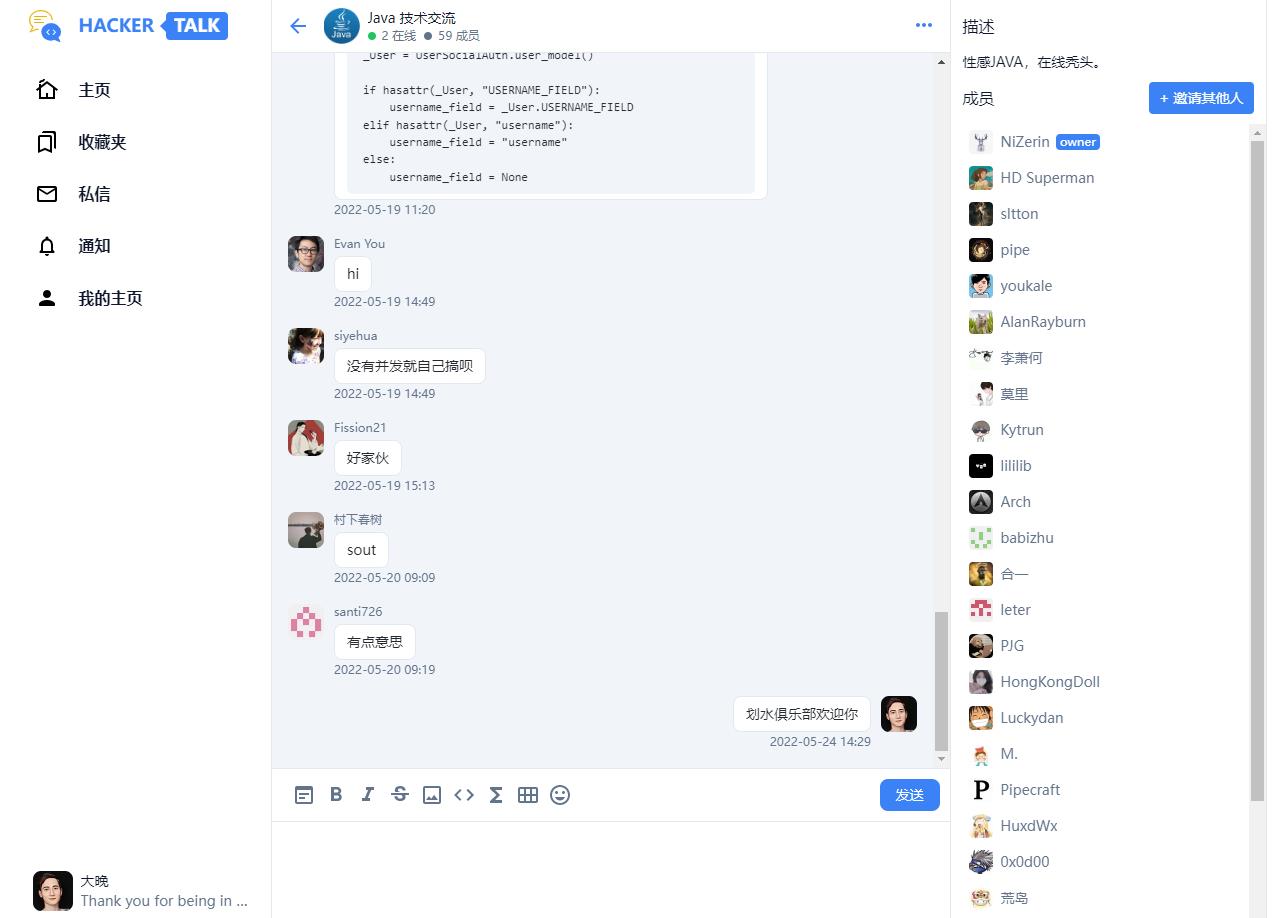 HACKER TALK
主页
收藏夹
私信
通知
我的主页
大晚
Thank you for being in ...
Java 技术交流
2 在线 59 成员
_User = UserSocialAuth.user_model()
if hasattr(_User, "USERNAME_FIELD"):
username_field = _User.USERNAME_FIELD
elif hasattr(_User, "username"):
username_field = "username"
else:
username_field = None
2022-05-19 11:20
Evan You
hi
2022-05-19 14:49
siyehua
没有并发就自己搞呗
2022-05-19 14:49
Fission21
好家伙
2022-05-19 15:13
村下春树
sout
2022-05-20 09:09
santi726
有点意思
2022-05-20 09:19
划水俱乐部欢迎你
2022-05-24 14:29
发送
描述
性感JAVA，在线秃头。
成员
+ 邀请其他人
NiZerin owner
HD Superman
sltton
pipe
youkale
AlanRayburn
李萧何
莫里
Kytrun
lililib
Arch
babizhu
合一
leter
PJG
HongKongDoll
Luckydan
M.
Pipecraft
HuxdWx
0x0d00
荒岛